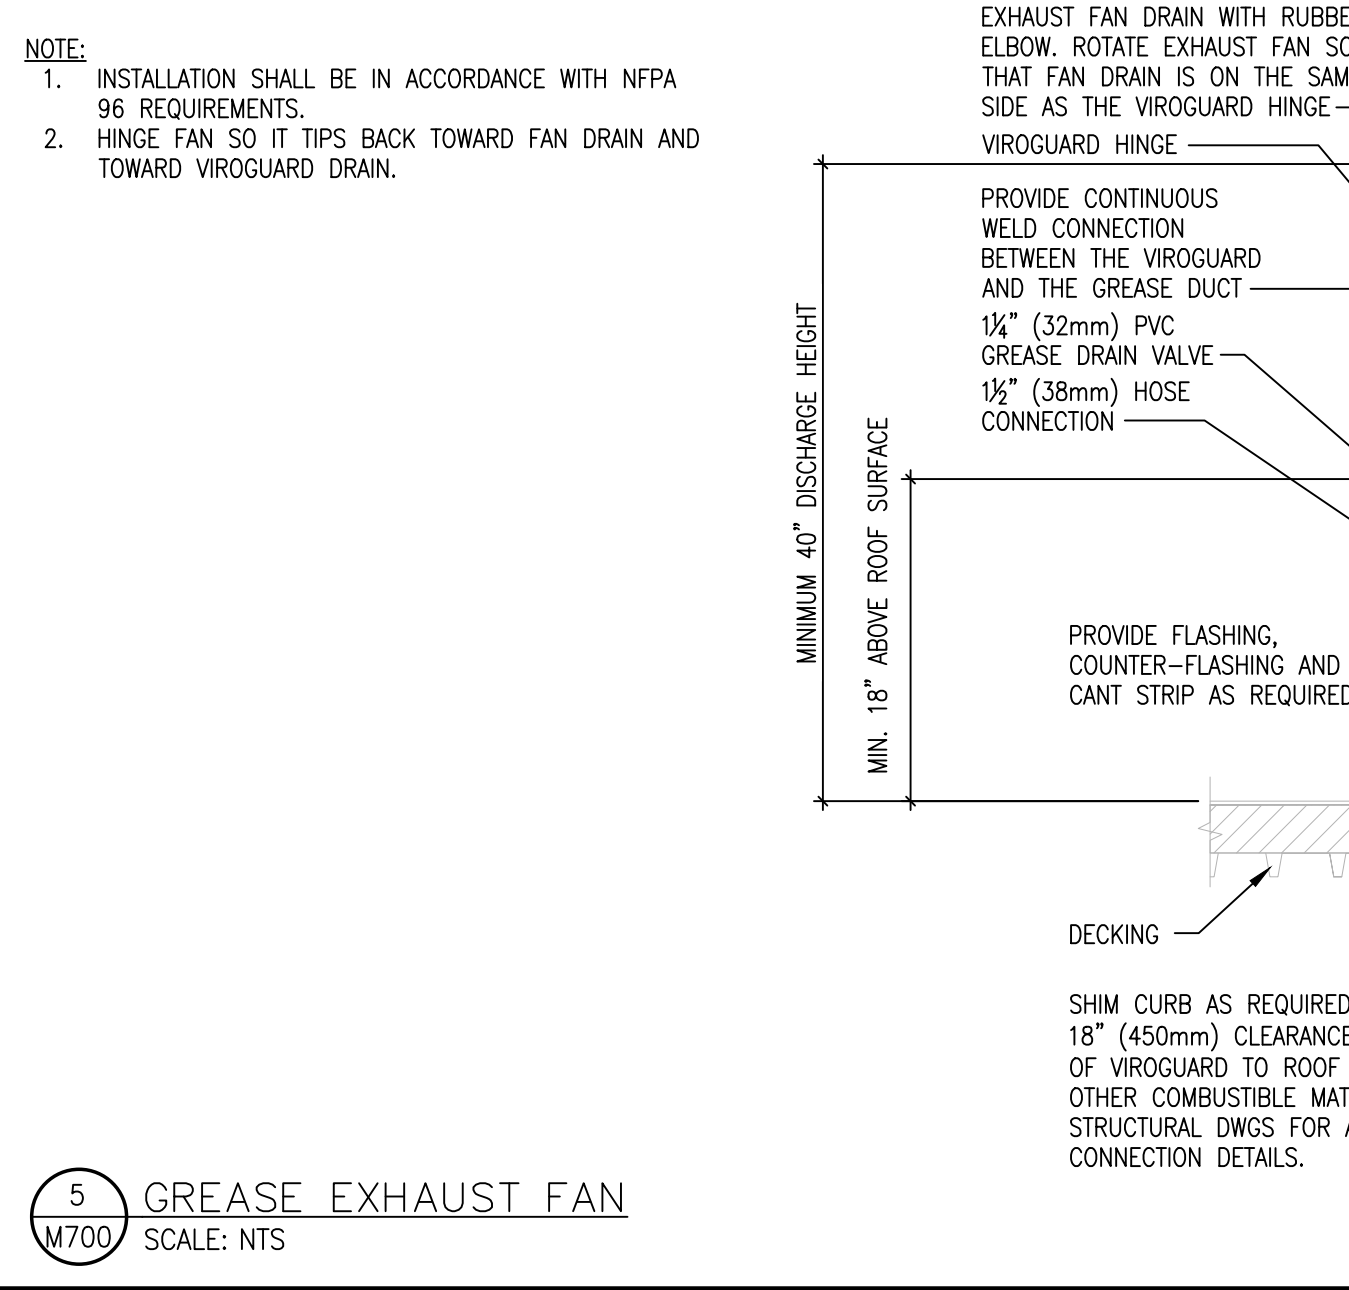 NOTE:
1. INSTALLATION SHALL BE IN ACCORDANCE WITH NFPA
96 REQUIREMENTS.
2. HINGE FAN SO IT TIPS BACK TOWARD FAN DRAIN AND
TOWARD VIROGUARD DRAIN.
EXHAUST FAN DRAIN WITH RUBBE
ELBOW. ROTATE EXHAUST FAN SO
THAT FAN DRAIN IS ON THE SAM
SIDE AS THE VIROGUARD HINGE
VIROGUARD HINGE
PROVIDE CONTINUOUS
WELD CONNECTION
BETWEEN THE VIROGUARD
AND THE GREASE DUCT
1¼" (32mm) PVC
GREASE DRAIN VALVE
1½" (38mm) HOSE
CONNECTION
MINIMUM 40" DISCHARGE HEIGHT
MIN. 18" ABOVE ROOF SURFACE
PROVIDE FLASHING,
COUNTER-FLASHING AND
CANT STRIP AS REQUIRED
DECKING
SHIM CURB AS REQUIRED
18" (450mm) CLEARANCE
OF VIROGUARD TO ROOF
OTHER COMBUSTIBLE MAT
STRUCTURAL DWGS FOR A
CONNECTION DETAILS.
5
M700
GREASE EXHAUST FAN
SCALE: NTS